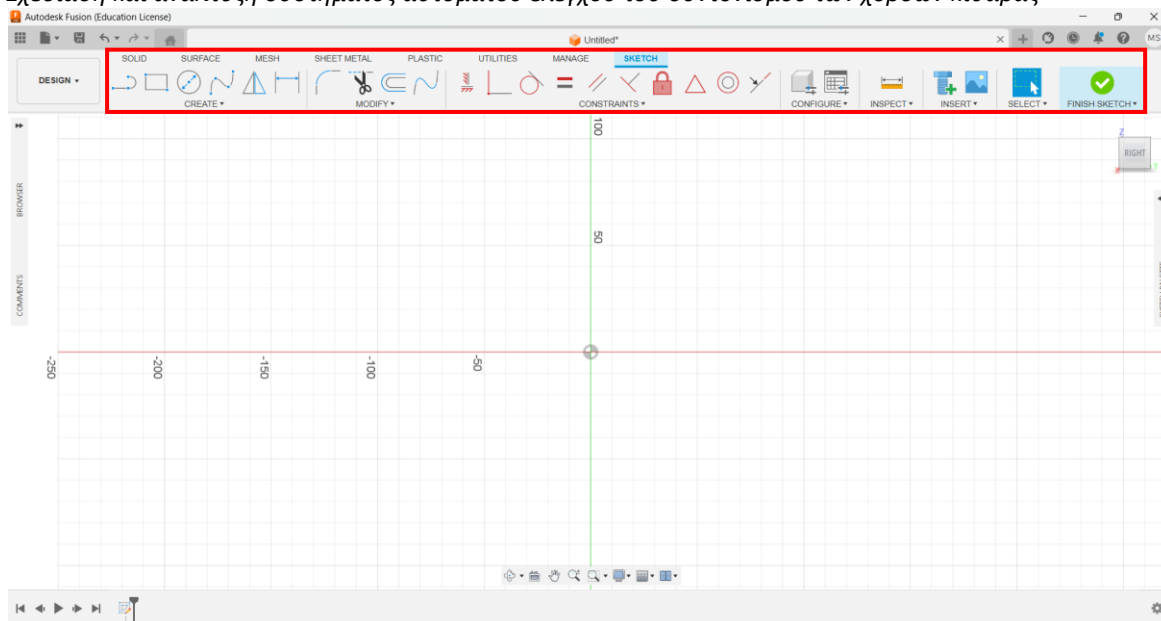 Σχεδίαση και ανάπτυξη συστήματος αυτόματου ελέγχου του συντονισμού των χορδών κιθάρας
Autodesk Fusion (Education License)
Untitled*
MS
DESIGN
SOLID SURFACE MESH SHEET METAL PLASTIC UTILITIES MANAGE SKETCH
CREATE MODIFY CONSTRAINTS CONFIGURE INSPECT INSERT SELECT FINISH SKETCH
BROWSER
COMMENTS
100
50
-250 -200 -150 -100 -50
Z
RIGHT
X Y